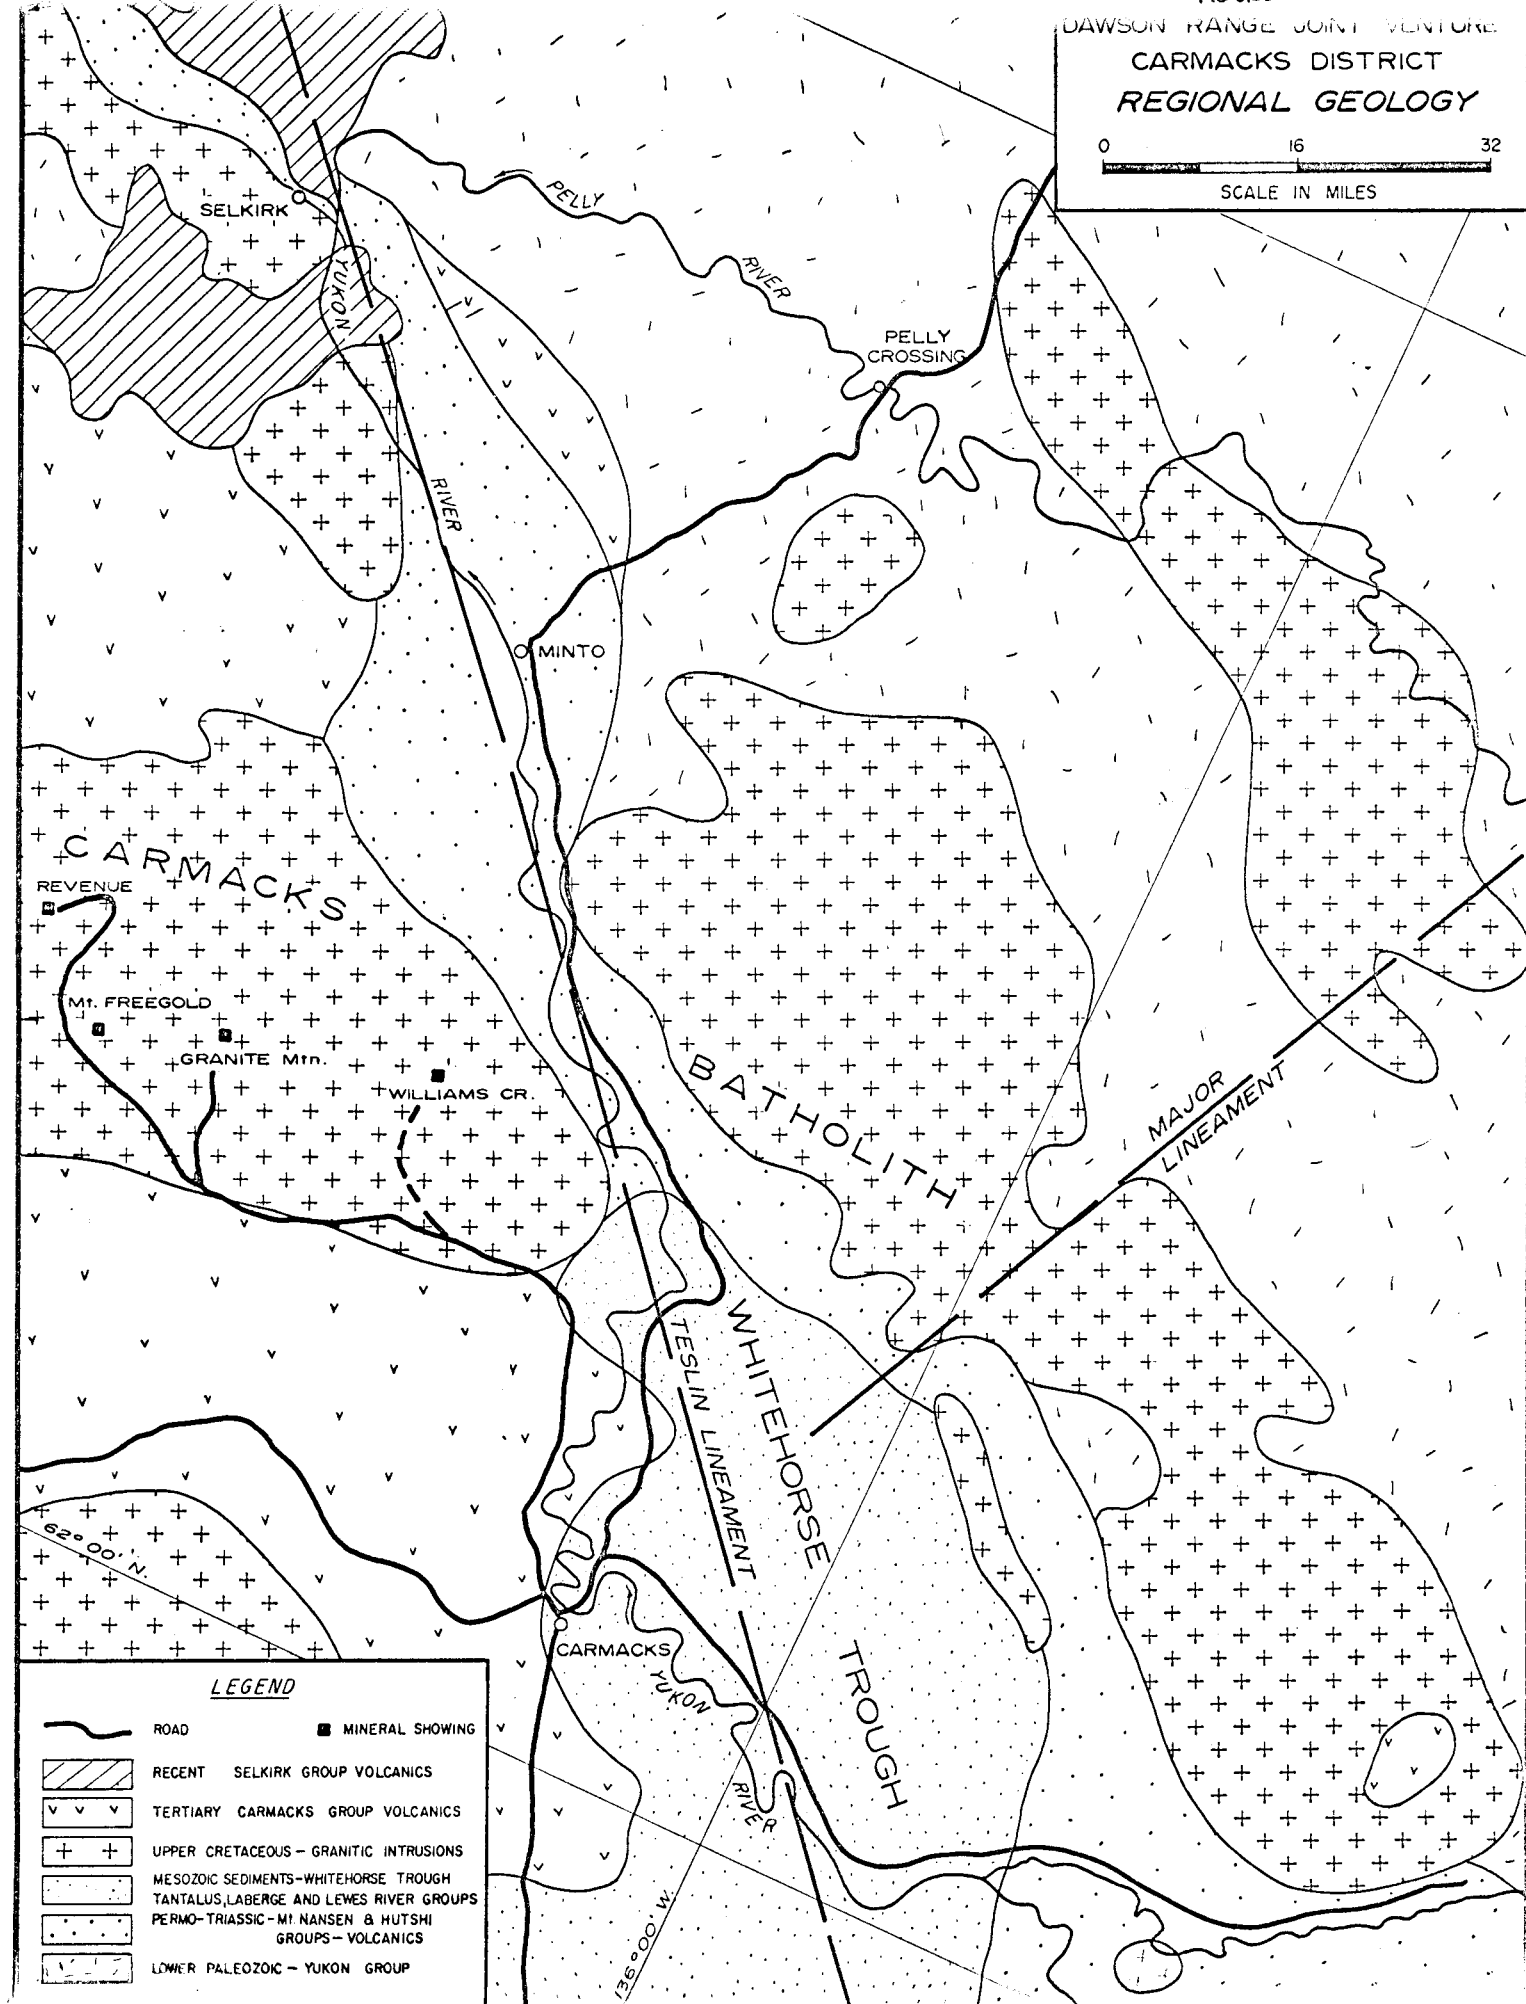 DAWSON RANGE JOINT VENTURE
CARMACKS DISTRICT
REGIONAL GEOLOGY
0 16 32
SCALE IN MILES
SELKIRK
PELLY
RIVER
YUKON
RIVER
PELLY
CROSSING
MINTO
CARMACKS
REVENUE
Mt. FREEGOLD
GRANITE Mtn.
WILLIAMS CR.
BATHOLITH
MAJOR
LINEAMENT
WHITEHORSE
TROUGH
TESLIN LINEAMENT
62°00' N.
CARMACKS
YUKON
RIVER
136°00' W.
LEGEND
ROAD
MINERAL SHOWING
RECENT SELKIRK GROUP VOLCANICS
TERTIARY CARMACKS GROUP VOLCANICS
UPPER CRETACEOUS – GRANITIC INTRUSIONS
MESOZOIC SEDIMENTS-WHITEHORSE TROUGH
TANTALUS, LABERGE AND LEWES RIVER GROUPS
PERMO-TRIASSIC-Mt. NANSEN & HUTSHI
GROUPS – VOLCANICS
LOWER PALEOZOIC – YUKON GROUP